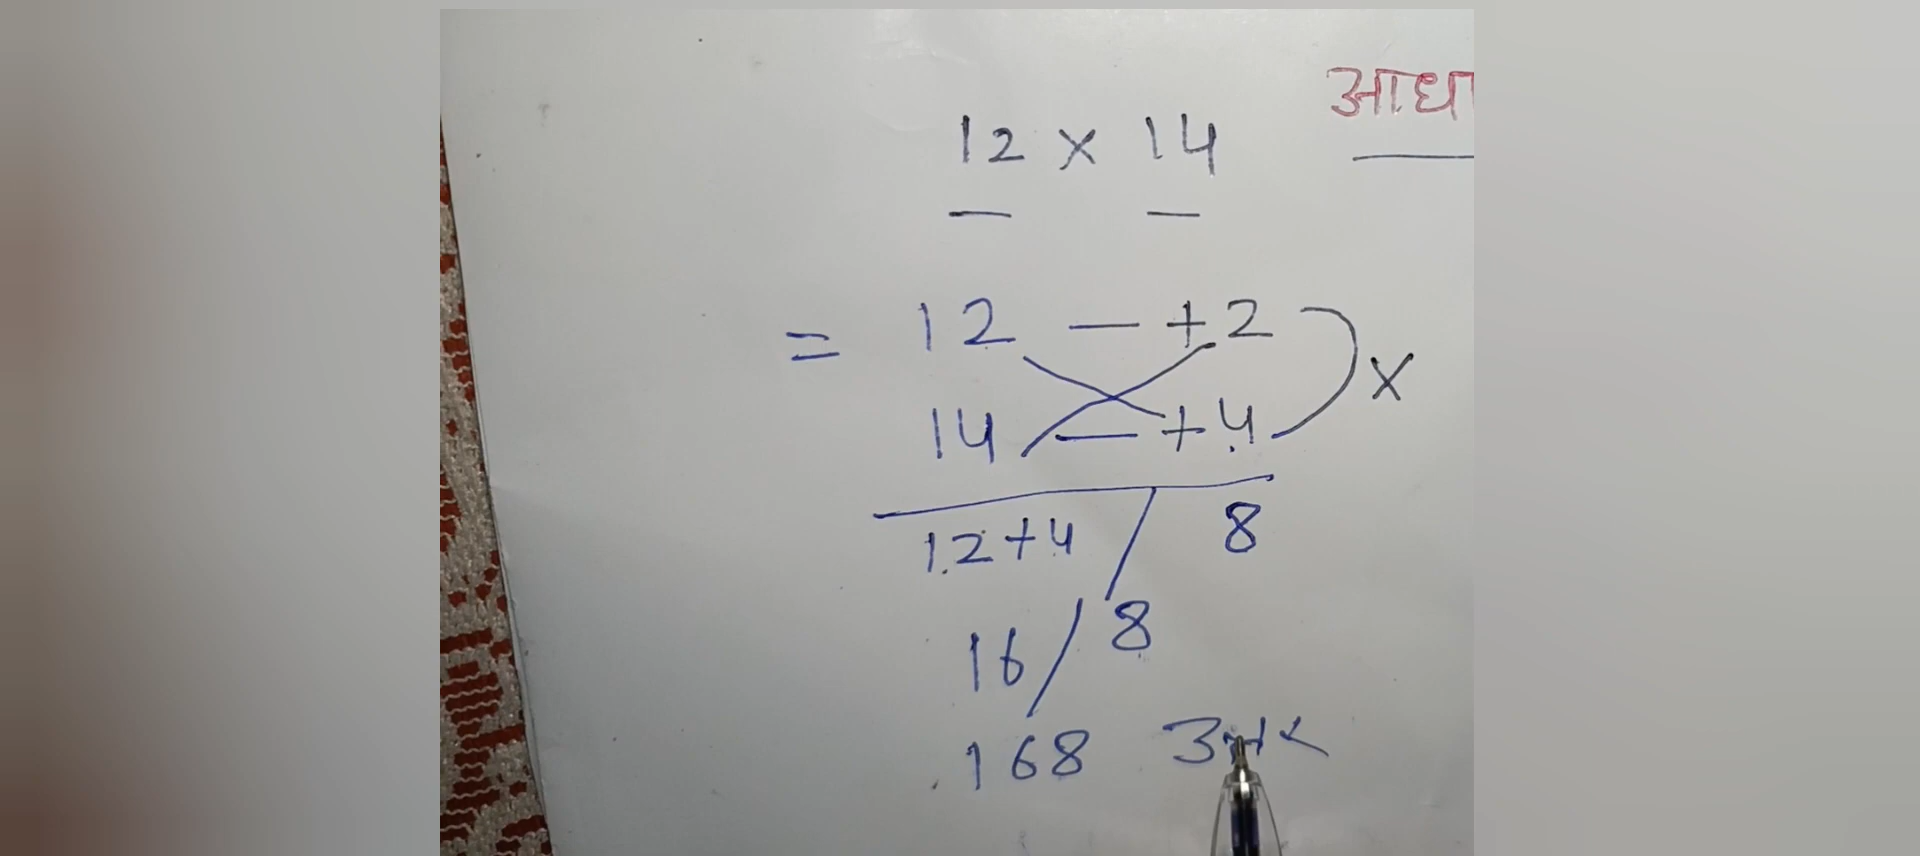 आधा
12 × 14
= 12 — +2
14 — +4 ×
12+4 / 8
16 / 8
168 उत्तर